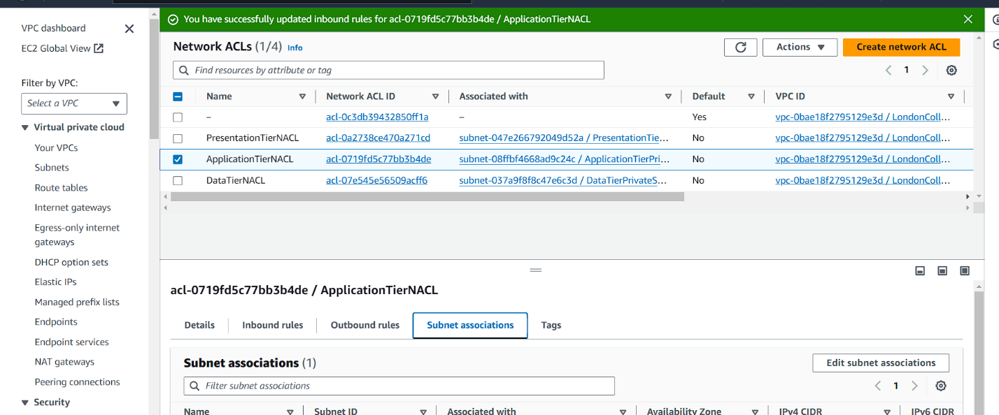 You have successfully updated inbound rules for acl-0719fd5c77bb3b4de / ApplicationTierNACL
VPC dashboard
EC2 Global View
Filter by VPC:
Select a VPC
Virtual private cloud
Your VPCs
Subnets
Route tables
Internet gateways
Egress-only internet
gateways
DHCP option sets
Elastic IPs
Managed prefix lists
Endpoints
Endpoint services
NAT gateways
Peering connections
Security
Network ACLs (1/4) Info
Actions
Create network ACL
Find resources by attribute or tag
1
Name Network ACL ID Associated with Default VPC ID
– acl-0c3db39432850ff1a – Yes vpc-0bae18f2795129e3d / LondonColl...
PresentationTierNACL acl-0a2738ce470a271cd subnet-047e266792049d52a / PresentationTie... No vpc-0bae18f2795129e3d / LondonColl...
ApplicationTierNACL acl-0719fd5c77bb3b4de subnet-08ffbf4668ad9c24c / ApplicationTierPri... No vpc-0bae18f2795129e3d / LondonColl...
DataTierNACL acl-07e545e56509acff6 subnet-037a9f8f8c47e6c3d / DataTierPrivateS... No vpc-0bae18f2795129e3d / LondonColl...
acl-0719fd5c77bb3b4de / ApplicationTierNACL
Details Inbound rules Outbound rules Subnet associations Tags
Subnet associations (1)
Edit subnet associations
Filter subnet associations
1
Name Subnet ID Associated with Availability Zone IPv4 CIDR IPv6 CIDR